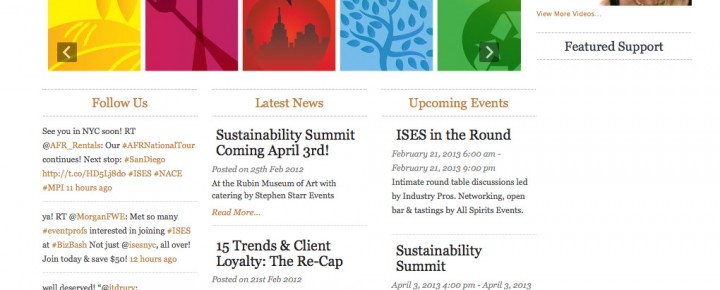 View More Videos...
Featured Support
Follow Us
See you in NYC soon! RT
@AFR_Rentals: Our
#AFRNationalTour
continues! Next stop: #SanDiego
http://t.co/HD5Lj8do #ISES #NACE
#MPI 11 hours ago
ya! RT @MorganFWE: Met so many
#eventprofs interested in joining #ISES
at #BizBash Not just @isesnyc, all over!
Join today & save $50! 12 hours ago
well deserved! "@jtdrury:
Latest News
Sustainability Summit
Coming April 3rd!
Posted on 25th Feb 2012
At the Rubin Museum of Art with
catering by Stephen Starr Events
Read More...
15 Trends & Client
Loyalty: The Re-Cap
Posted on 21st Feb 2012
Upcoming Events
ISES in the Round
February 21, 2013 6:00 am -
February 21, 2013 9:00 pm
Intimate round table discussions led
by Industry Pros. Networking, open
bar & tastings by All Spirits Events.
Sustainability
Summit
April 3, 2013 4:00 pm - April 3, 2013